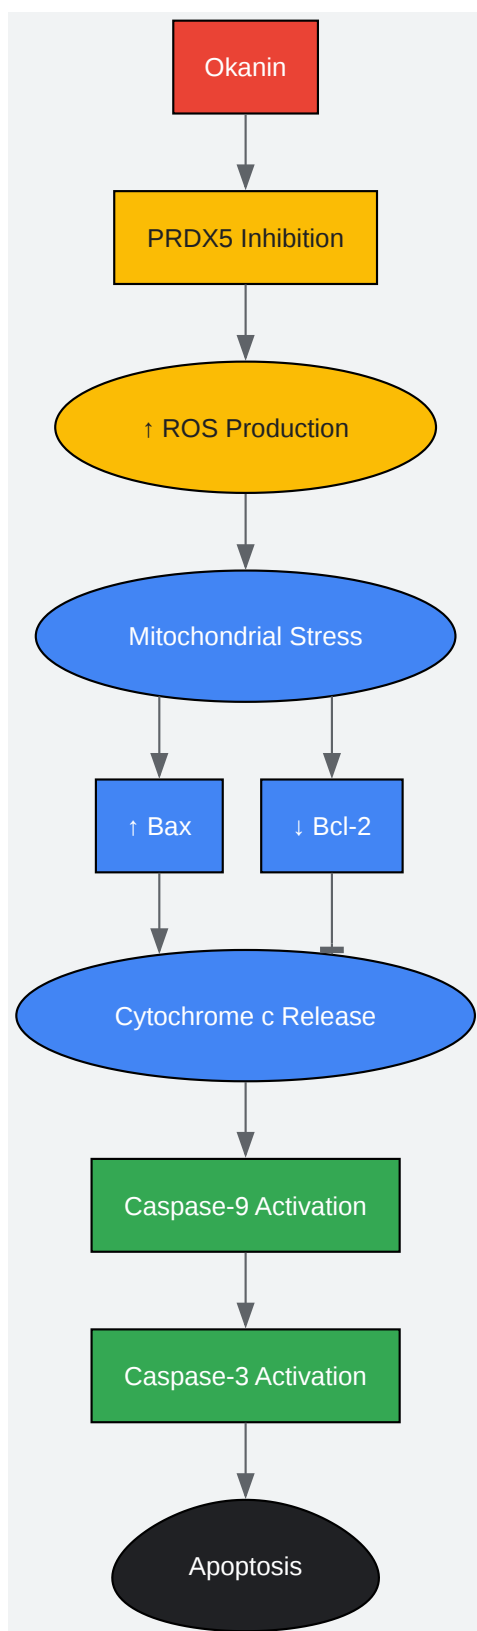 Okanin
PRDX5 Inhibition
↑ ROS Production
Mitochondrial Stress
↑ Bax
↓ Bcl-2
Cytochrome c Release
Caspase-9 Activation
Caspase-3 Activation
Apoptosis